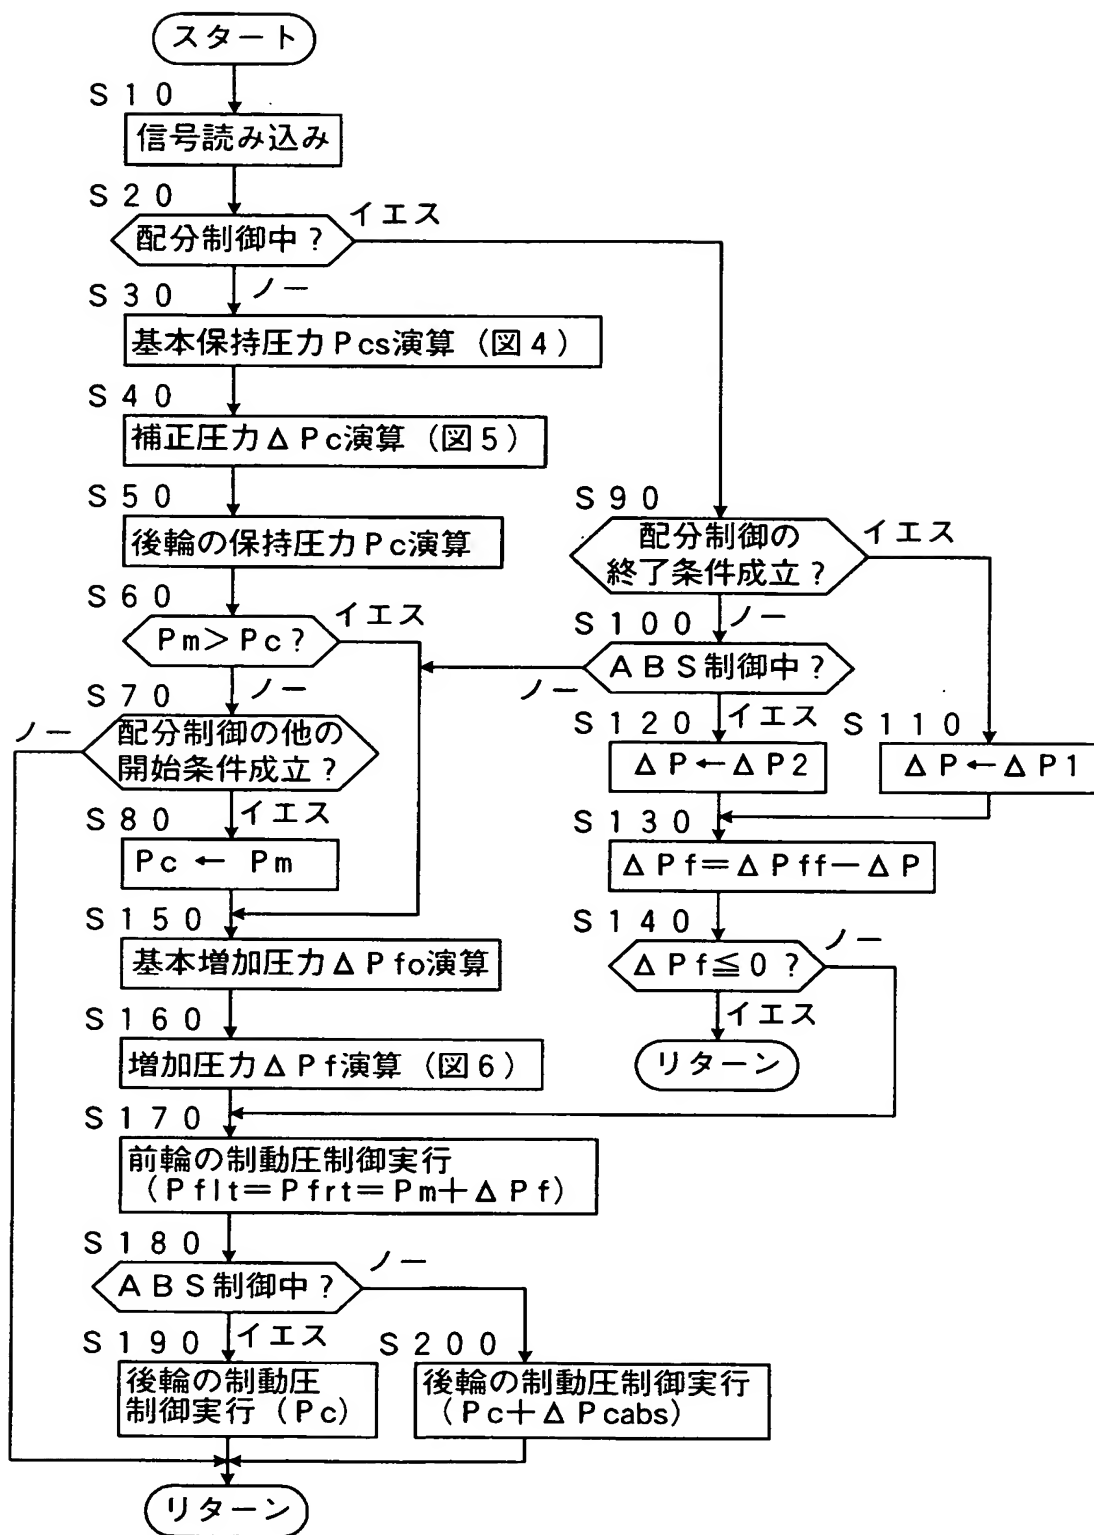 スタート
S10
信号読み込み
S20
配分制御中？
イエス
ノー
S30
基本保持圧力Pcs演算（図4）
S40
補正圧力ΔPc演算（図5）
S50
後輪の保持圧力Pc演算
S60
Pm＞Pc？
イエス
ノー
S70
ノー
配分制御の他の
開始条件成立？
イエス
S80
Pc ← Pm
S90
配分制御の
終了条件成立？
イエス
ノー
S100
ABS制御中？
ノー
イエス
S120
ΔP←ΔP2
S110
ΔP←ΔP1
S130
ΔPf＝ΔPff－ΔP
S140
ΔPf≦0？
ノー
イエス
リターン
S150
基本増加圧力ΔPfo演算
S160
増加圧力ΔPf演算（図6）
S170
前輪の制動圧制御実行
（Pflt＝Pfrt＝Pm＋ΔPf）
S180
ABS制御中？
ノー
イエス
S190
後輪の制動圧
制御実行（Pc）
S200
後輪の制動圧制御実行
（Pc＋ΔPcabs）
リターン